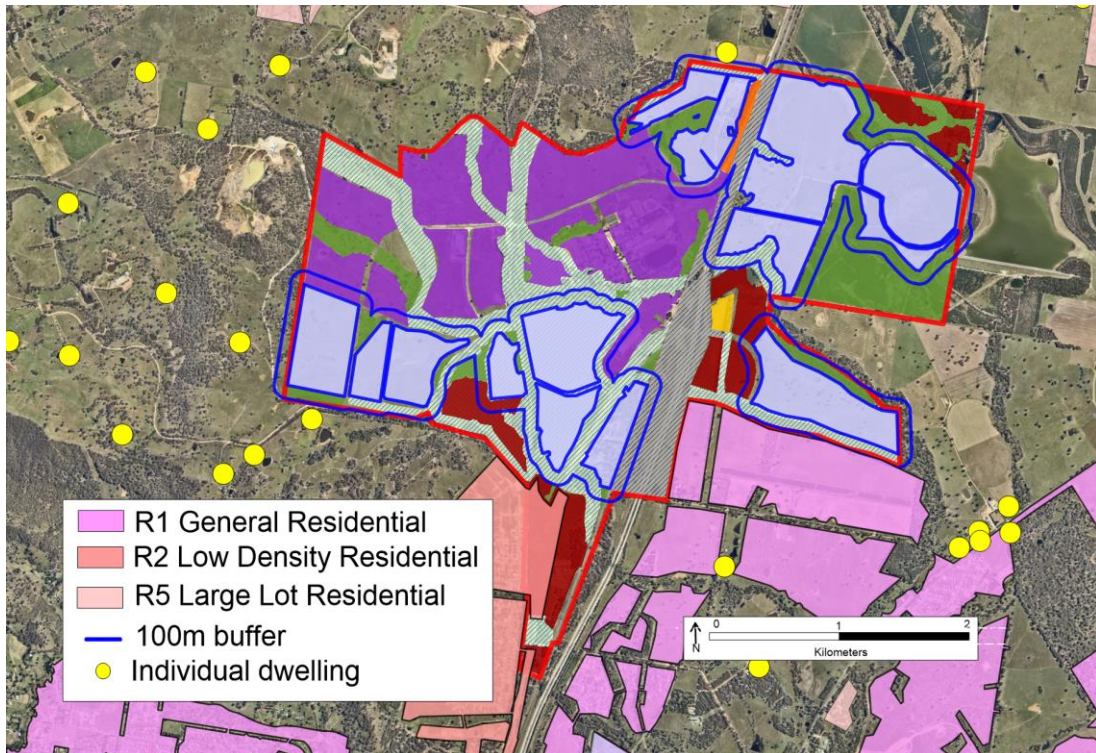 R1 General Residential
R2 Low Density Residential
R5 Large Lot Residential
100m buffer
Individual dwelling
0 1 2
N
Kilometers